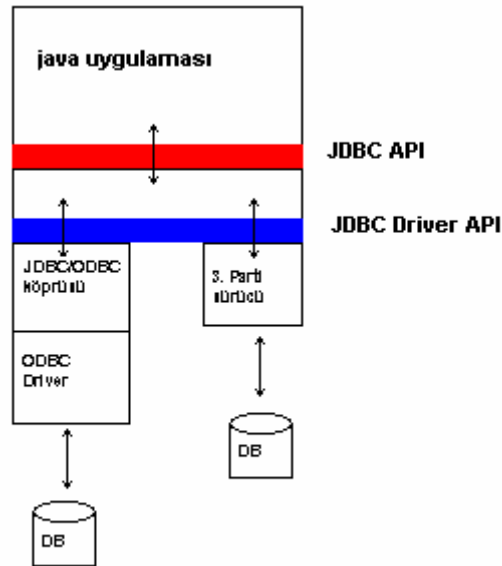 java uygulaması
JDBC API
JDBC Driver API
JDBC/ODBC
köprüsü
3. Parti
sürücü
ODBC
Driver
DB
DB